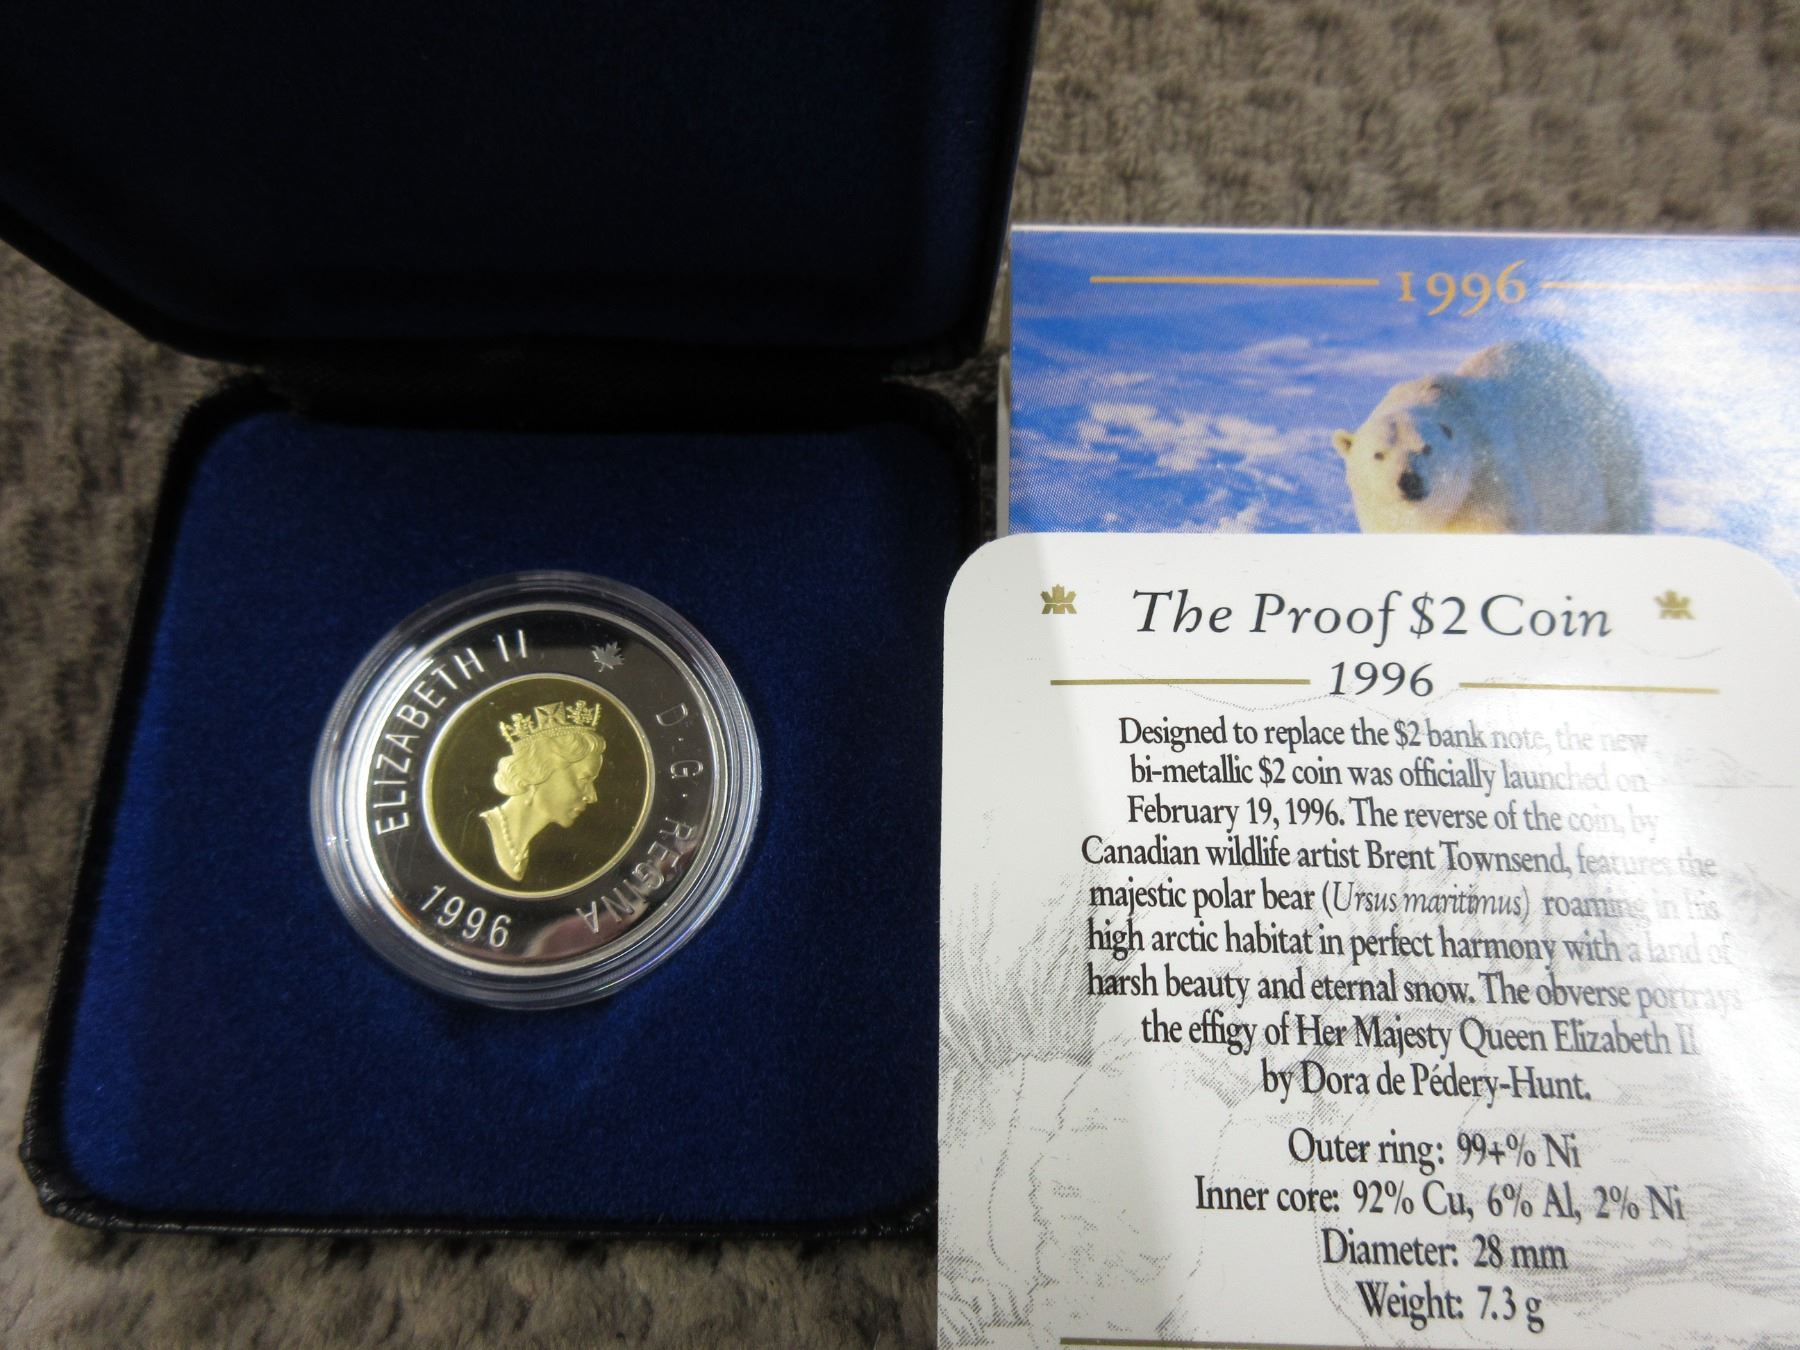 ELIZABETH II
D·G·REGINA
1996
1996
The Proof $2 Coin
1996
Designed to replace the $2 bank note, the new
bi-metallic $2 coin was officially launched on
February 19, 1996. The reverse of the coin, by
Canadian wildlife artist Brent Townsend, features the
majestic polar bear (Ursus maritimus) roaming in his
high arctic habitat in perfect harmony with a land of
harsh beauty and eternal snow. The obverse portrays
the effigy of Her Majesty Queen Elizabeth II
by Dora de Pédery-Hunt.
Outer ring: 99+% Ni
Inner core: 92% Cu, 6% Al, 2% Ni
Diameter: 28 mm
Weight: 7.3 g